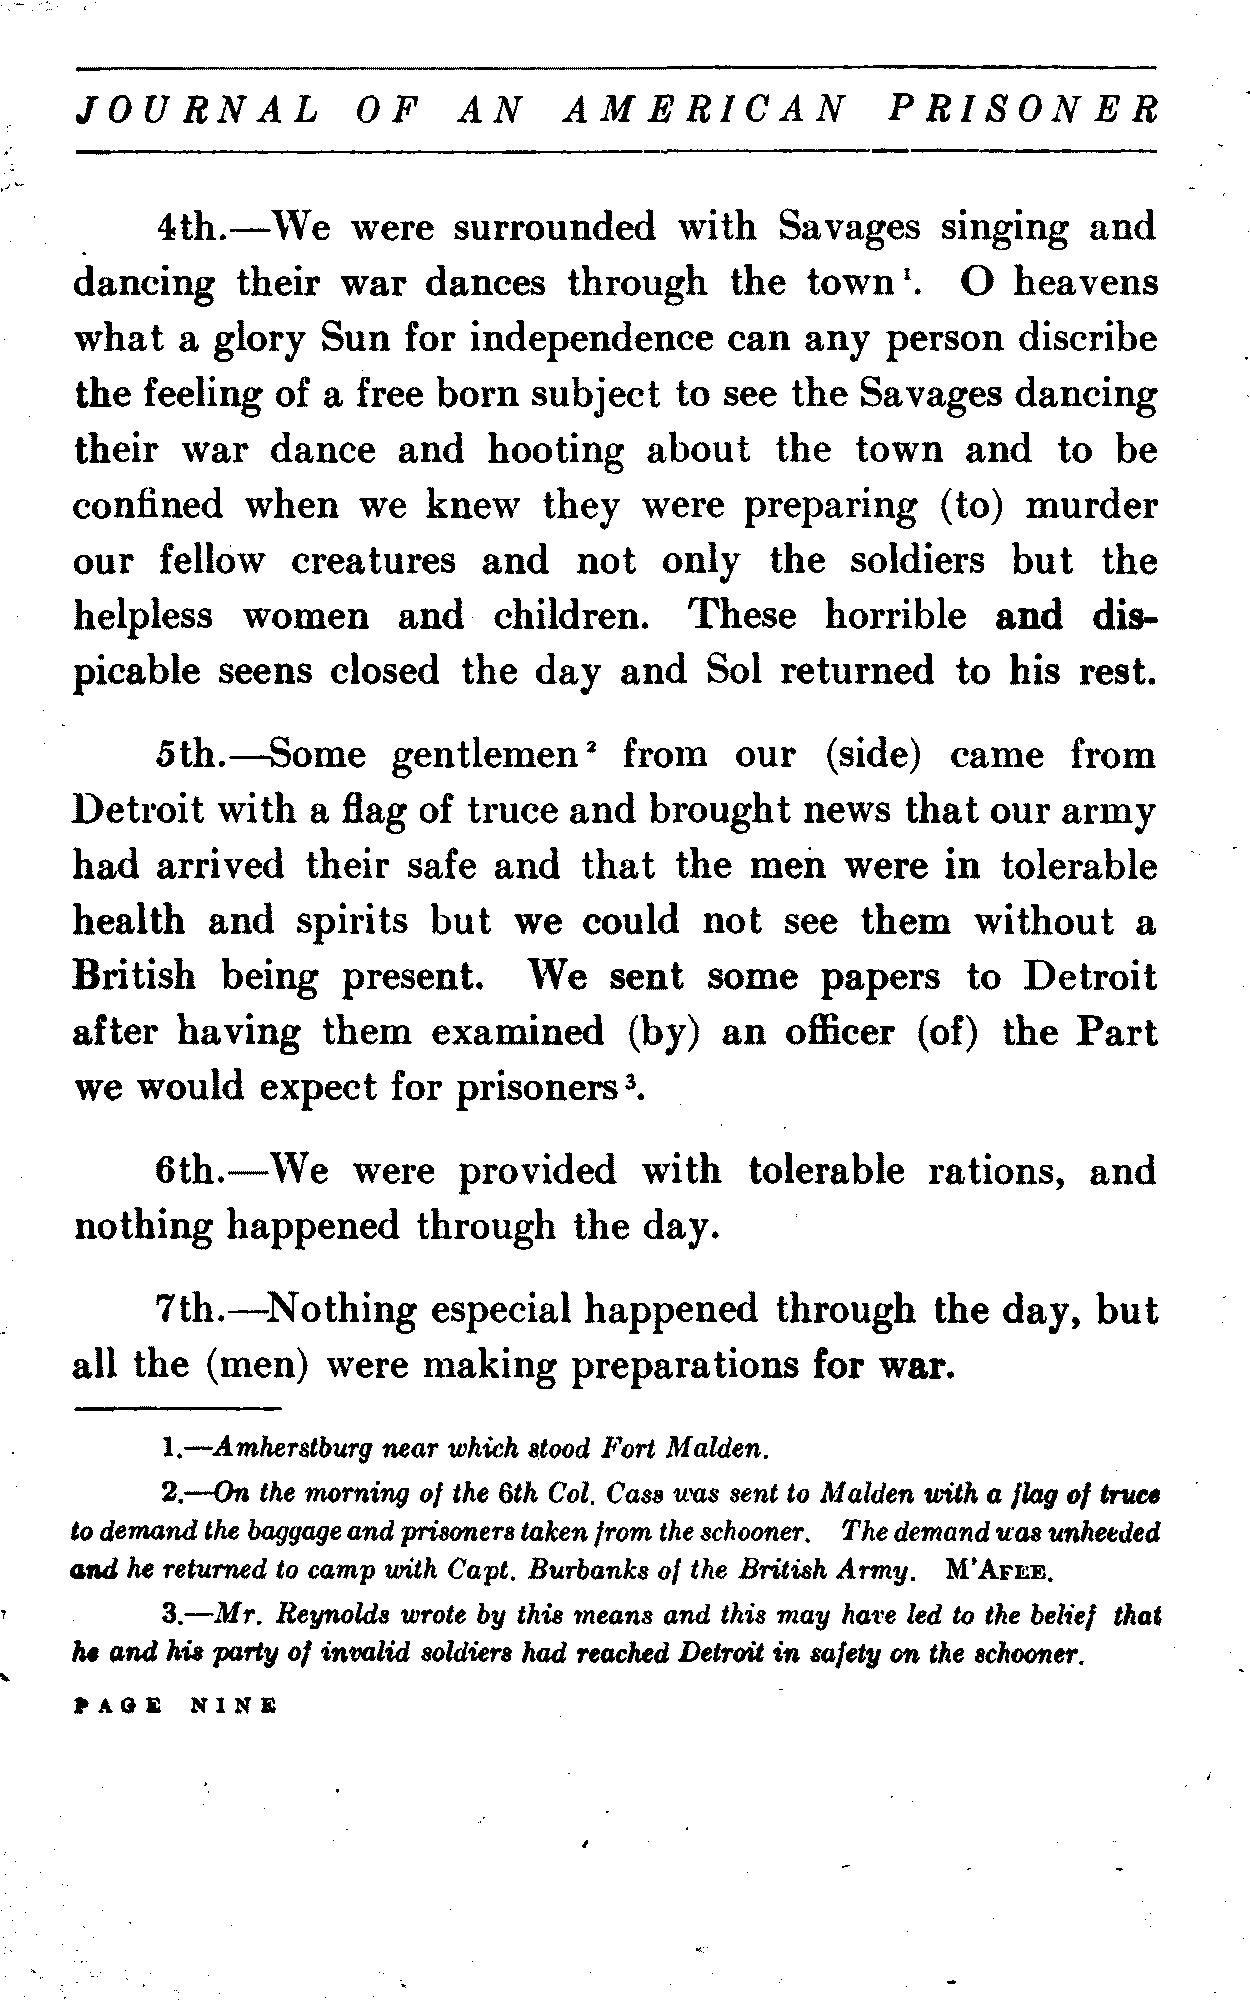 JOURNAL OF AN AMERICAN PRISONER
4th.—We were surrounded with Savages singing and
dancing their war dances through the town¹. O heavens
what a glory Sun for independence can any person discribe
the feeling of a free born subject to see the Savages dancing
their war dance and hooting about the town and to be
confined when we knew they were preparing (to) murder
our fellow creatures and not only the soldiers but the
helpless women and children. These horrible and dis-
picable seens closed the day and Sol returned to his rest.
5th.—Some gentlemen² from our (side) came from
Detroit with a flag of truce and brought news that our army
had arrived their safe and that the men were in tolerable
health and spirits but we could not see them without a
British being present. We sent some papers to Detroit
after having them examined (by) an officer (of) the Part
we would expect for prisoners³.
6th.—We were provided with tolerable rations, and
nothing happened through the day.
7th.—Nothing especial happened through the day, but
all the (men) were making preparations for war.
1.—Amherstburg near which stood Fort Malden.
2.—On the morning of the 6th Col. Cass was sent to Malden with a flag of truce
to demand the baggage and prisoners taken from the schooner. The demand was unheeded
and he returned to camp with Capt. Burbanks of the British Army. M'AFEE.
3.—Mr. Reynolds wrote by this means and this may have led to the belief that
he and his party of invalid soldiers had reached Detroit in safety on the schooner.
PAGE NINE